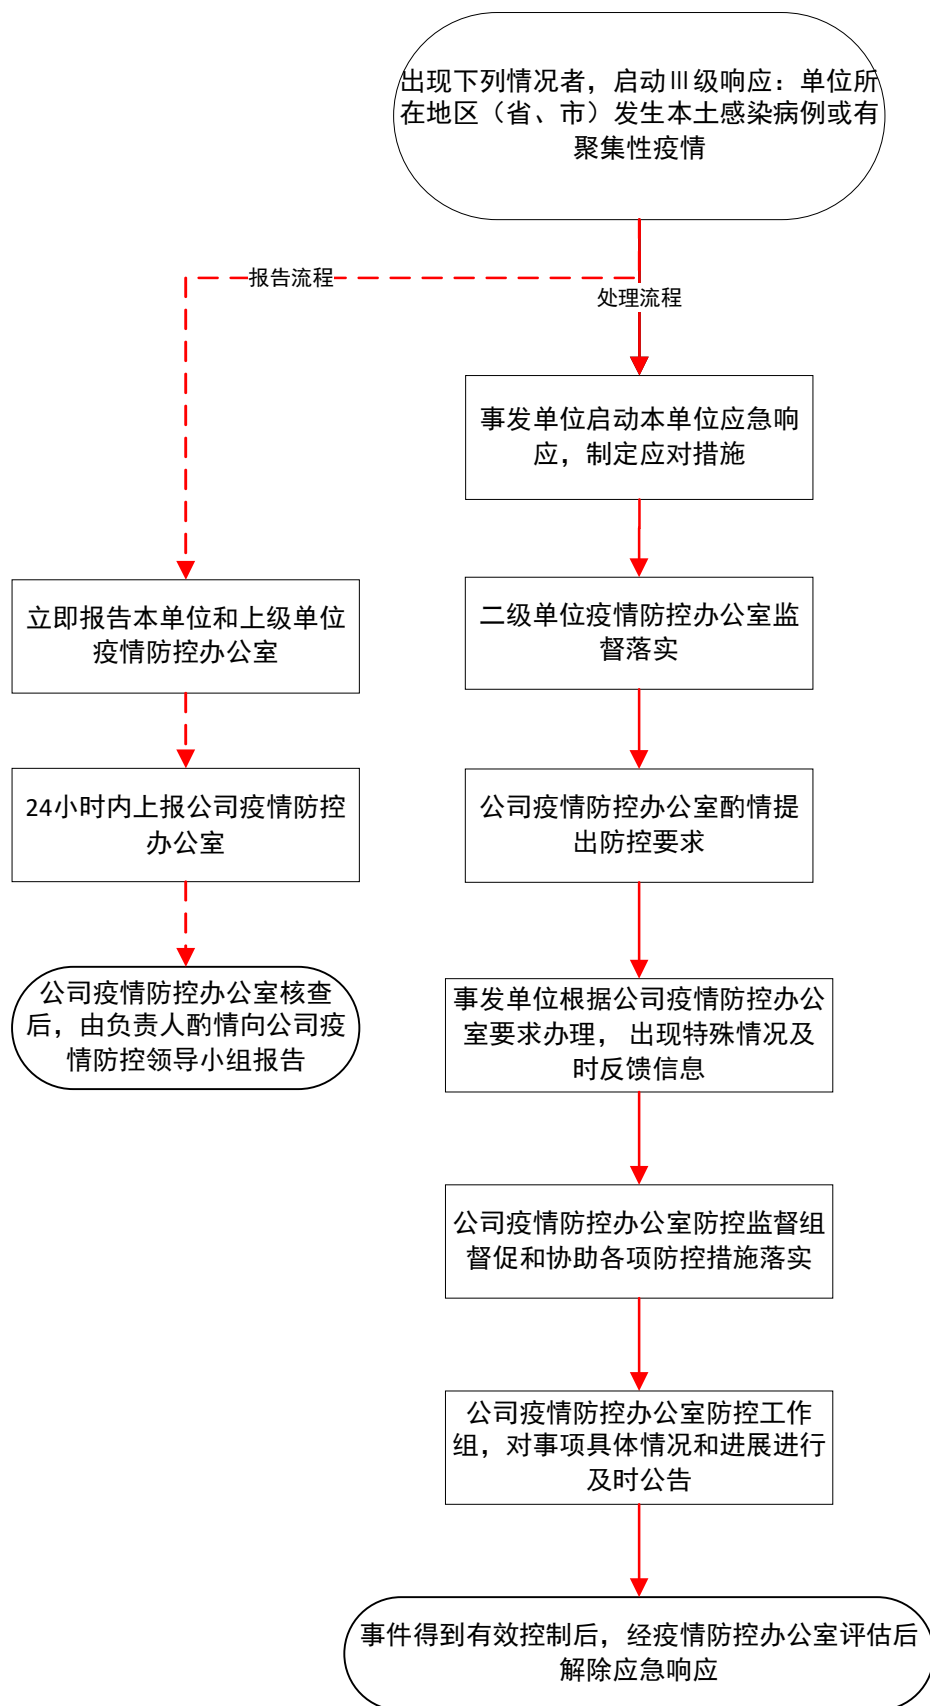 出现下列情况者，启动Ⅲ级响应：单位所
在地区（省、市）发生本土感染病例或有
聚集性疫情
报告流程
处理流程
事发单位启动本单位应急响
应，制定应对措施
立即报告本单位和上级单位
疫情防控办公室
二级单位疫情防控办公室监
督落实
24小时内上报公司疫情防控
办公室
公司疫情防控办公室酌情提
出防控要求
公司疫情防控办公室核查
后，由负责人酌情向公司疫
情防控领导小组报告
事发单位根据公司疫情防控办公
室要求办理， 出现特殊情况及
时反馈信息
公司疫情防控办公室防控监督组
督促和协助各项防控措施落实
公司疫情防控办公室防控工作
组，对事项具体情况和进展进行
及时公告
事件得到有效控制后，经疫情防控办公室评估后
解除应急响应